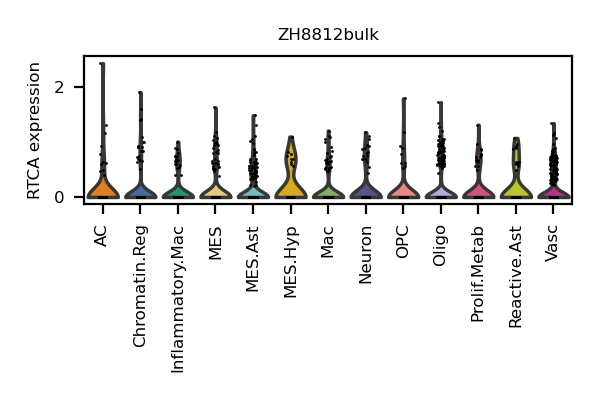 ZH8812bulk
RTCA expression
2
0
AC
Chromatin.Reg
Inflammatory.Mac
MES
MES.Ast
MES.Hyp
Mac
Neuron
OPC
Oligo
Prolif.Metab
Reactive.Ast
Vasc